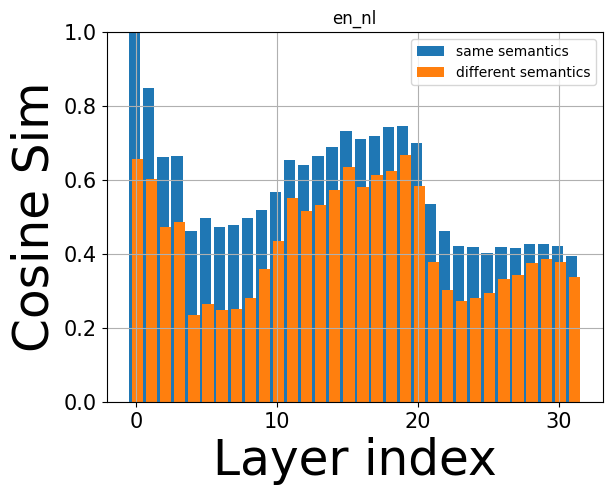 en_nl
same semantics
different semantics
Cosine Sim
1.0
0.8
0.6
0.4
0.2
0.0
0 10 20 30
Layer index